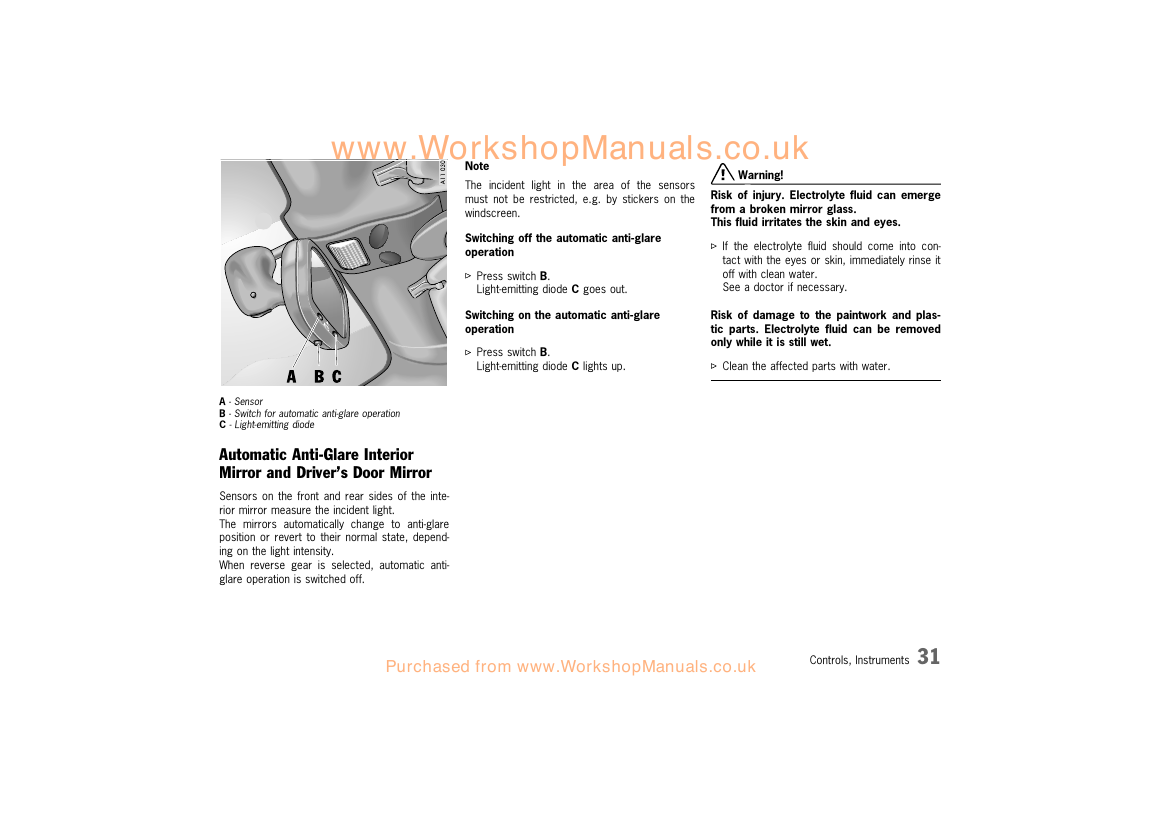 www.WorkshopManuals.co.uk
A11 030
A B C
A - Sensor
B - Switch for automatic anti-glare operation
C - Light-emitting diode
Automatic Anti-Glare Interior
Mirror and Driver’s Door Mirror
Sensors on the front and rear sides of the inte-
rior mirror measure the incident light.
The mirrors automatically change to anti-glare
position or revert to their normal state, depend-
ing on the light intensity.
When reverse gear is selected, automatic anti-
glare operation is switched off.
Note
The incident light in the area of the sensors
must not be restricted, e.g. by stickers on the
windscreen.
Switching off the automatic anti-glare
operation
▷ Press switch B.
Light-emitting diode C goes out.
Switching on the automatic anti-glare
operation
▷ Press switch B.
Light-emitting diode C lights up.
Warning!
Risk of injury. Electrolyte fluid can emerge
from a broken mirror glass.
This fluid irritates the skin and eyes.
▷ If the electrolyte fluid should come into con-
tact with the eyes or skin, immediately rinse it
off with clean water.
See a doctor if necessary.
Risk of damage to the paintwork and plas-
tic parts. Electrolyte fluid can be removed
only while it is still wet.
▷ Clean the affected parts with water.
Controls, Instruments 31
Purchased from www.WorkshopManuals.co.uk